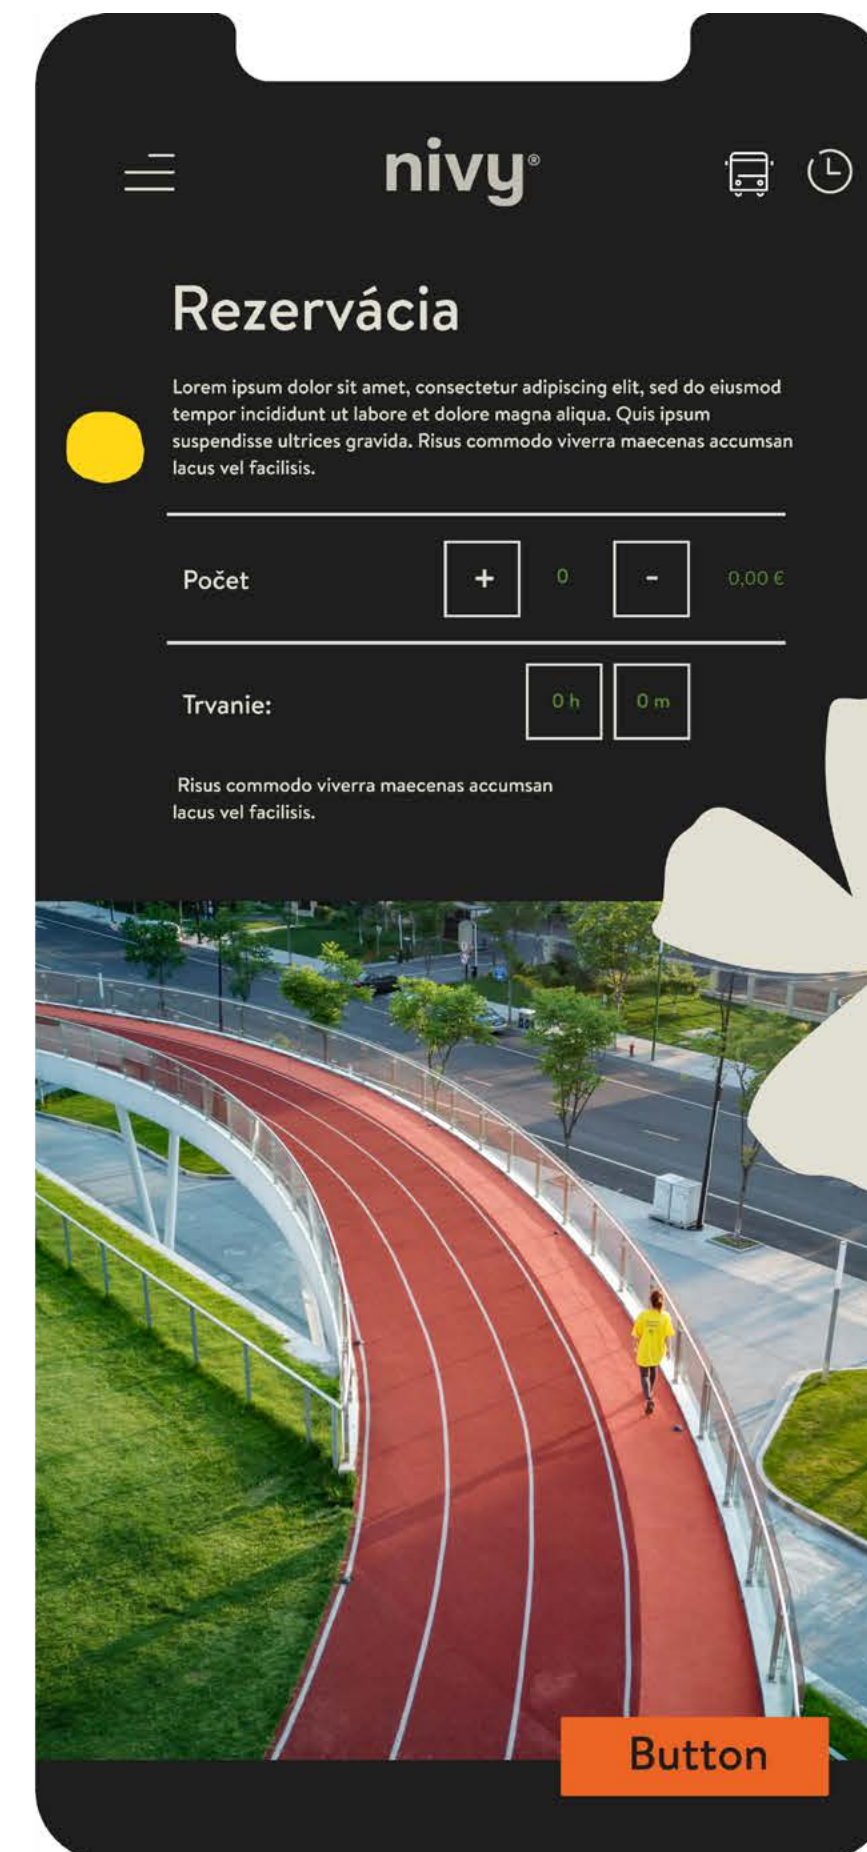 nivy®
Rezervácia
Lorem ipsum dolor sit amet, consectetur adipiscing elit, sed do eiusmod
tempor incididunt ut labore et dolore magna aliqua. Quis ipsum
suspendisse ultrices gravida. Risus commodo viverra maecenas accumsan
lacus vel facilisis.
Počet + 0 - 0,00 €
Trvanie: 0 h 0 m
Risus commodo viverra maecenas accumsan
lacus vel facilisis.
Button